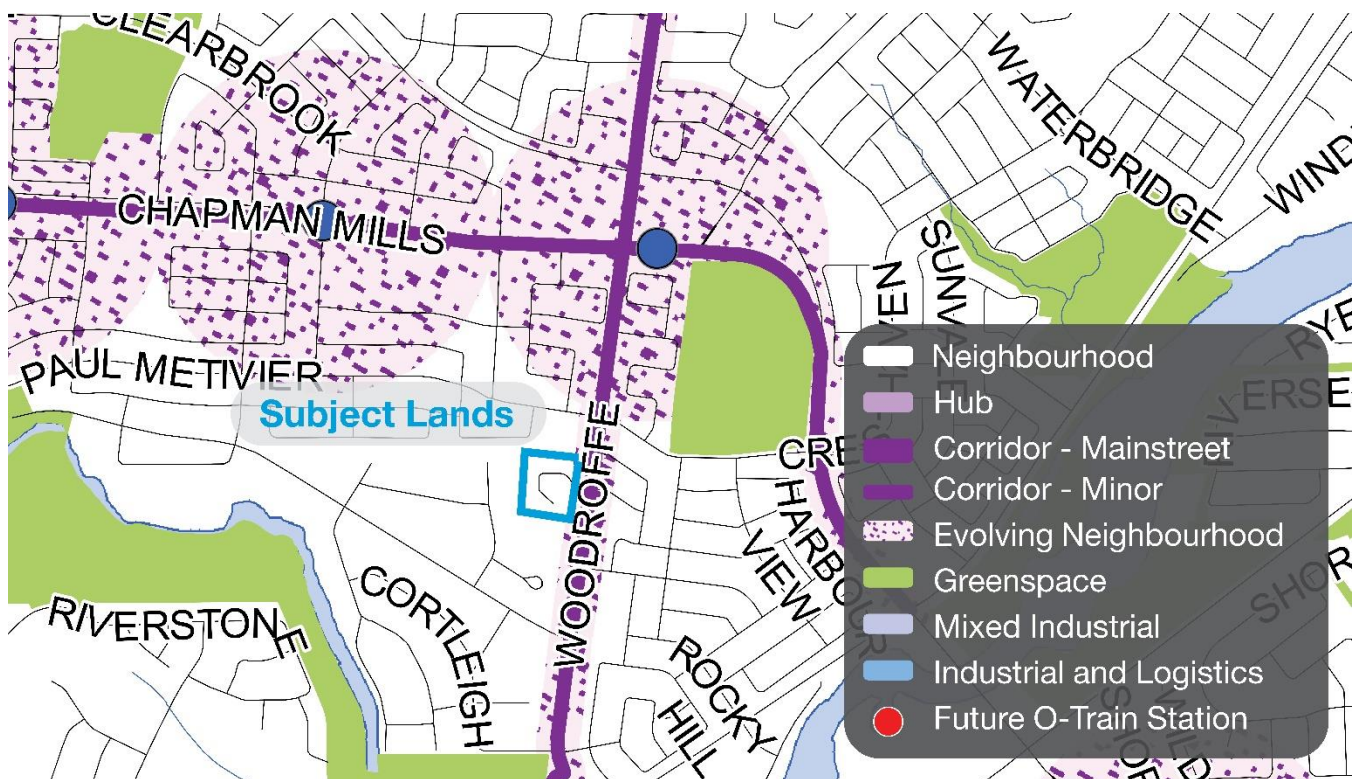 CLEARBROOK
WATERBRIDGE
CHAPMAN MILLS
SUNVALE
PAUL METIVIER
Subject Lands
WOODROFFE
RIVERSTONE
CORTLEIGH
ROCKY
HILL
HARBOUR
VIEW
Neighbourhood
Hub
Corridor - Mainstreet
Corridor - Minor
Evolving Neighbourhood
Greenspace
Mixed Industrial
Industrial and Logistics
Future O-Train Station